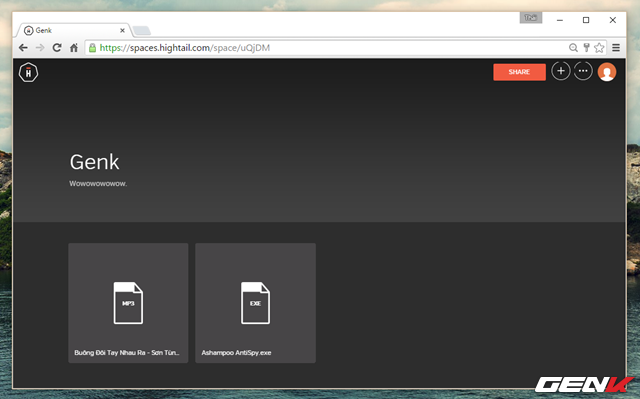 Genk
https://spaces.hightail.com/space/uQjDM
H
SHARE
Genk
Wowowowowow.
MP3
EXE
Buông Đôi Tay Nhau Ra - Sơn Tùn...
Ashampoo AntiSpy.exe
GENK